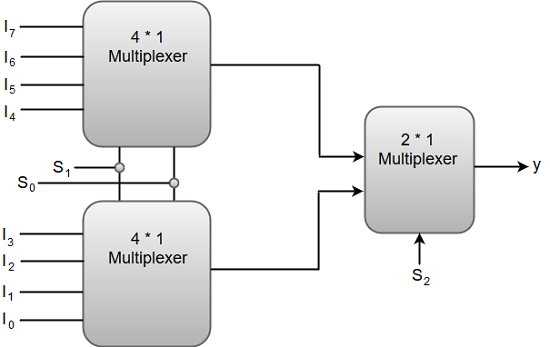 I7
I6
I5
I4
4 * 1
Multiplexer
S1
S0
I3
I2
I1
I0
4 * 1
Multiplexer
2 * 1
Multiplexer
y
S2